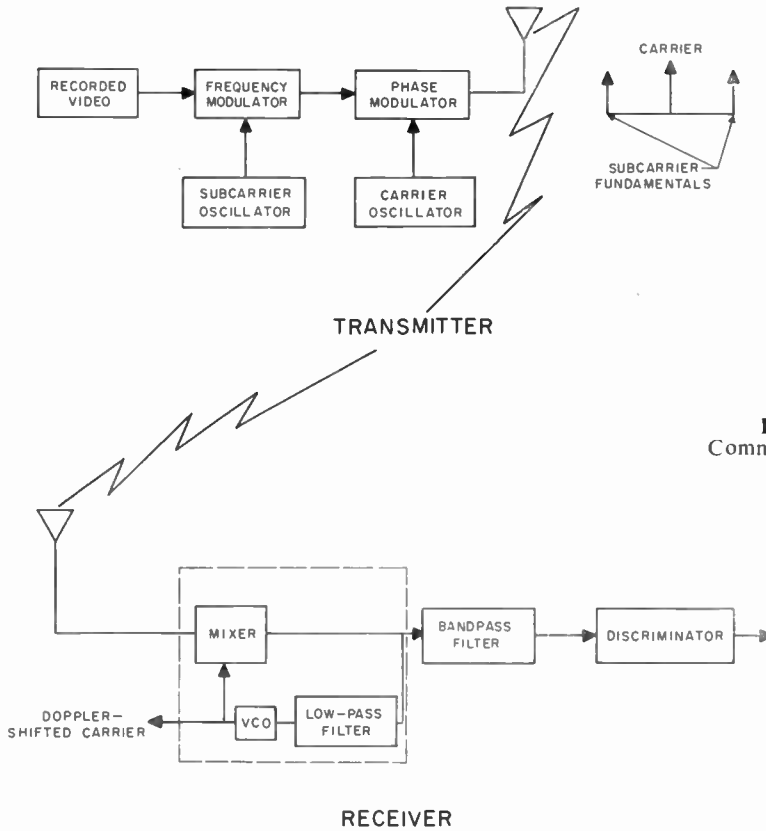 CARRIER
RECORDED
VIDEO
FREQUENCY
MODULATOR
PHASE
MODULATOR
SUBCARRIER
FUNDAMENTALS
SUBCARRIER
OSCILLATOR
CARRIER
OSCILLATOR
TRANSMITTER
Comm
MIXER
BANDPASS
FILTER
DISCRIMINATOR
DOPPLER-
SHIFTED CARRIER
VCO
LOW-PASS
FILTER
RECEIVER